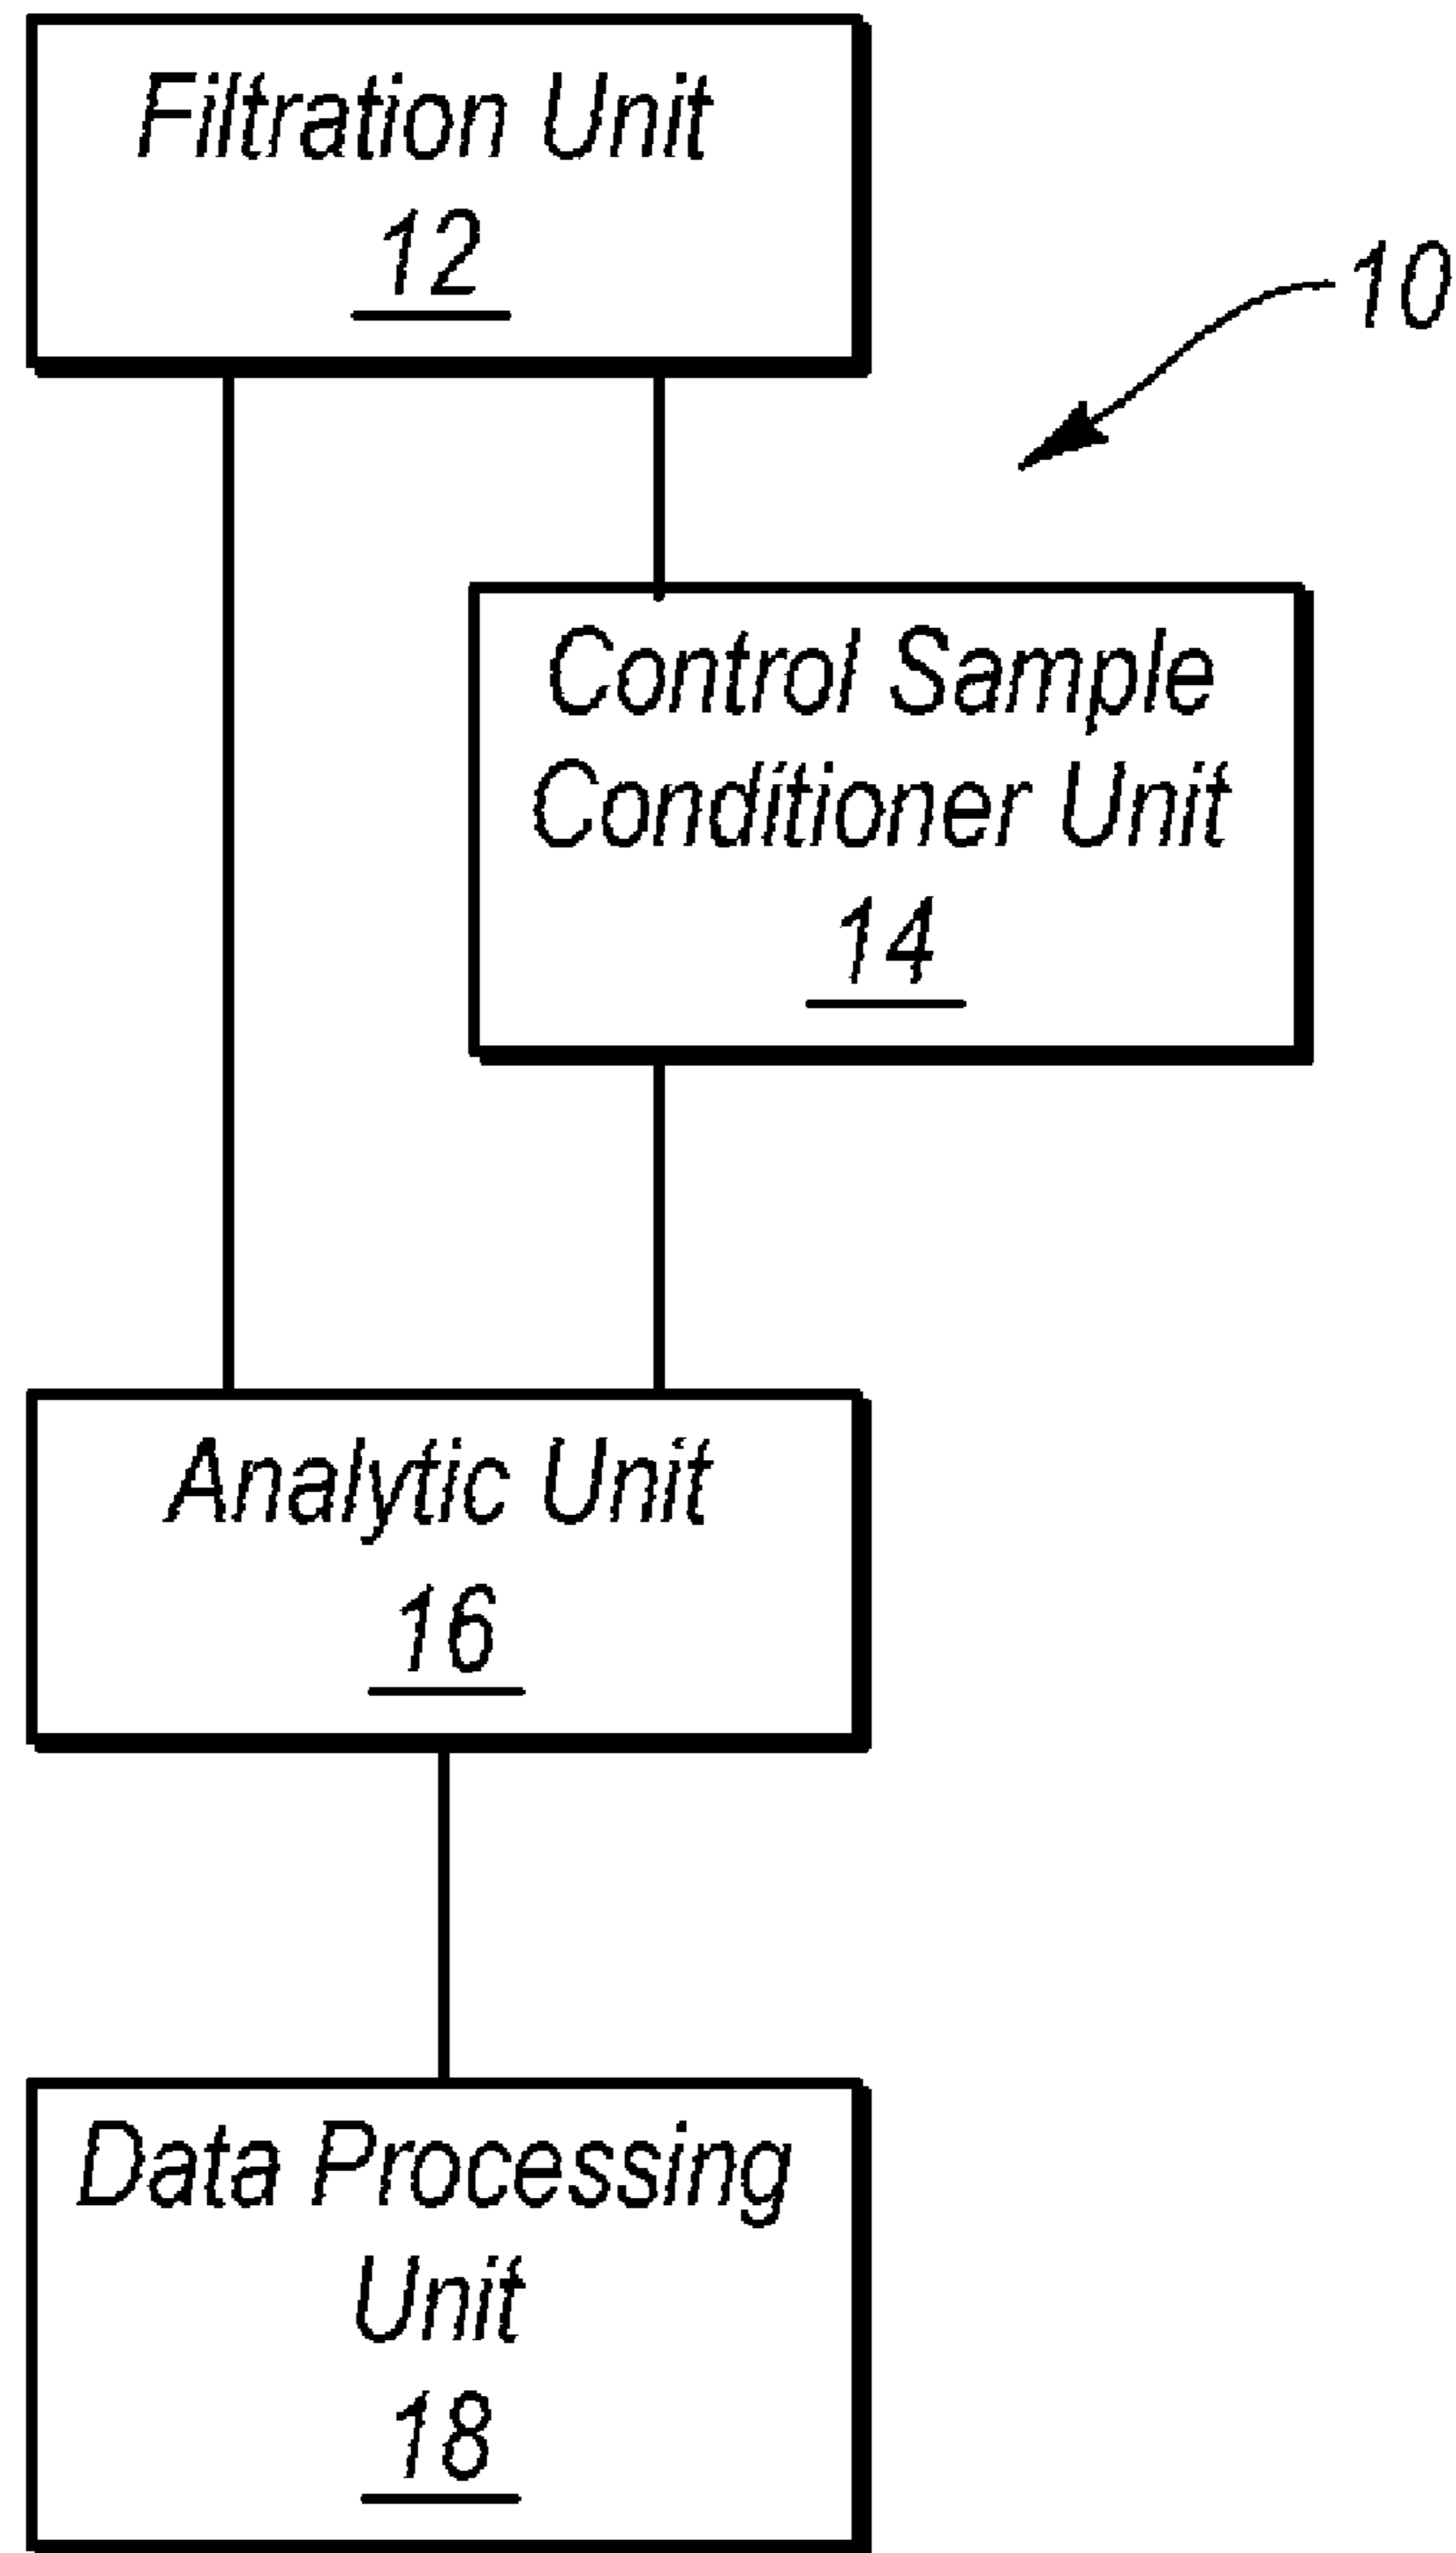 Filtration Unit
12
10
Control Sample
Conditioner Unit
14
Analytic Unit
16
Data Processing
Unit
18